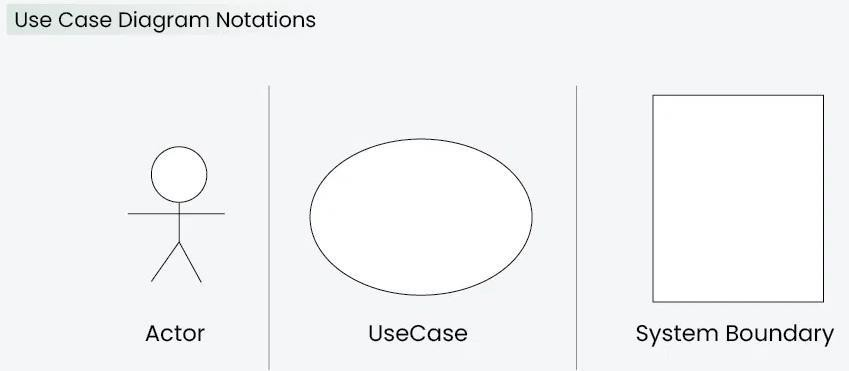 Use Case Diagram Notations
Actor
UseCase
System Boundary